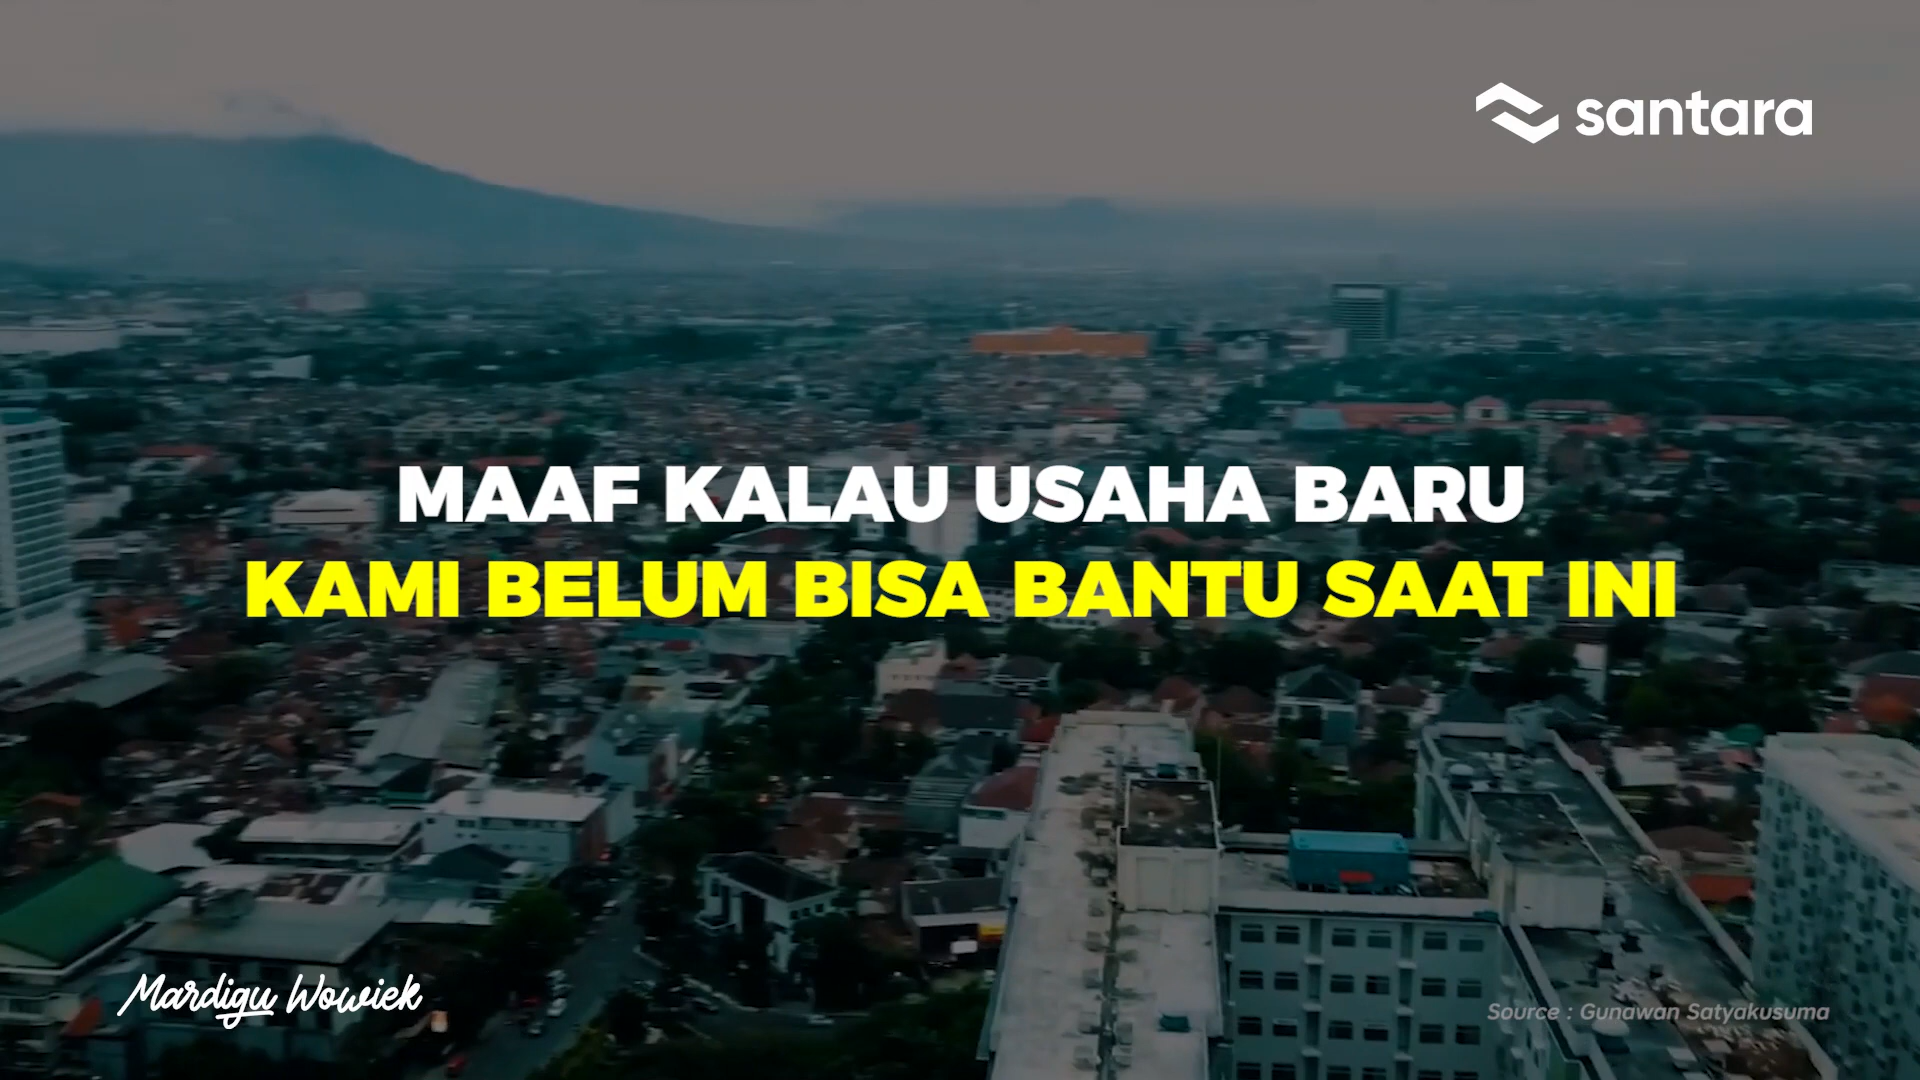 santara
MAAF KALAU USAHA BARU
KAMI BELUM BISA BANTU SAAT INI
Mardigu Wowiek
Source : Gunawan Satyakusuma